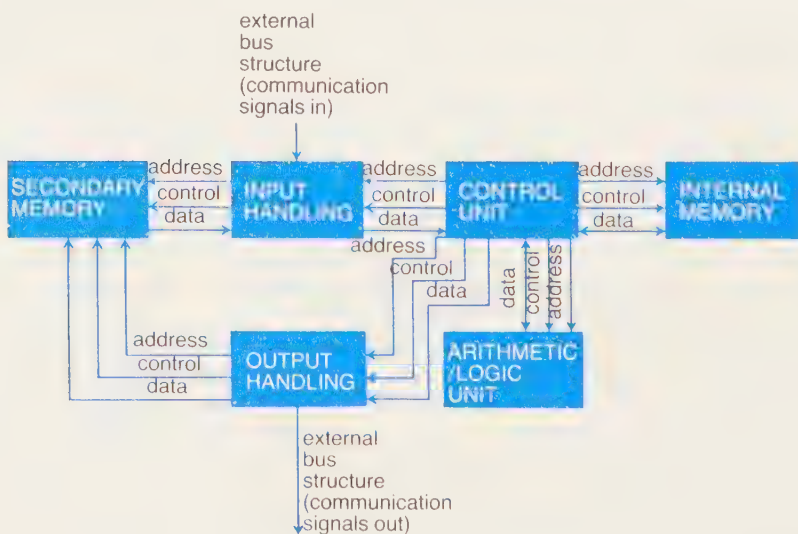 external
bus
structure
(communication
signals in)
address
control
data
address
control
data
address
control
data
SECONDARY
MEMORY
INPUT
HANDLING
CONTROL
UNIT
INTERNAL
MEMORY
address
control
data
data
control
address
address
control
data
OUTPUT
HANDLING
ARITHMETIC
/LOGIC
UNIT
external
bus
structure
(communication
signals out)